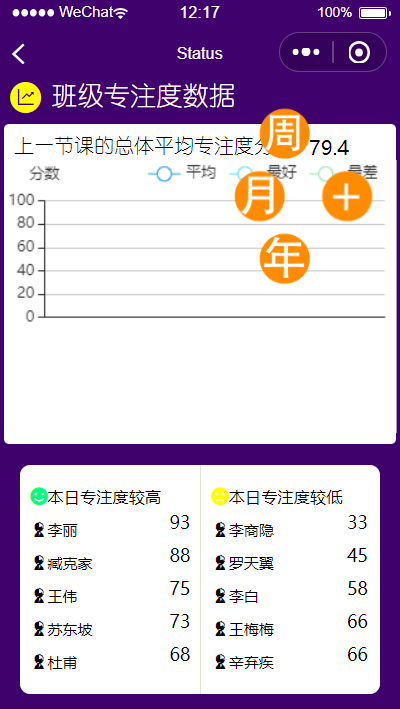 WeChat 12:17 100%
Status
班级专注度数据
周
上一节课的总体平均专注度分 79.4
分数 平均 最好 最差
月 +
100
80
60
年
40
20
0
本日专注度较高 本日专注度较低
李丽 93 李商隐 33
臧克家 88 罗天翼 45
王伟 75 李白 58
苏东坡 73 王梅梅 66
杜甫 68 辛弃疾 66